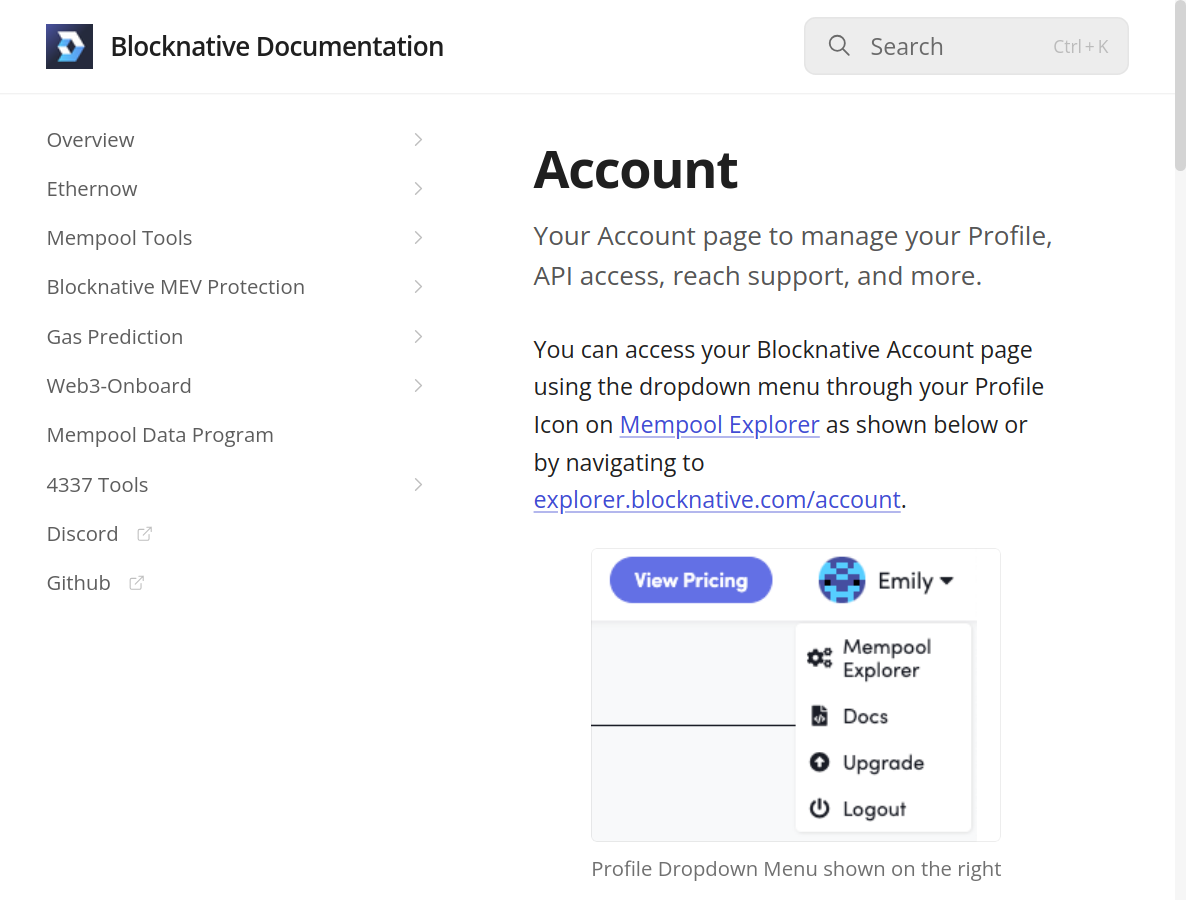 Blocknative Documentation
Search
Ctrl + K
Overview
Ethernow
Mempool Tools
Blocknative MEV Protection
Gas Prediction
Web3-Onboard
Mempool Data Program
4337 Tools
Discord
Github
Account
Your Account page to manage your Profile,
API access, reach support, and more.
You can access your Blocknative Account page
using the dropdown menu through your Profile
Icon on Mempool Explorer as shown below or
by navigating to
explorer.blocknative.com/account.
View Pricing
Emily
Mempool
Explorer
Docs
Upgrade
Logout
Profile Dropdown Menu shown on the right